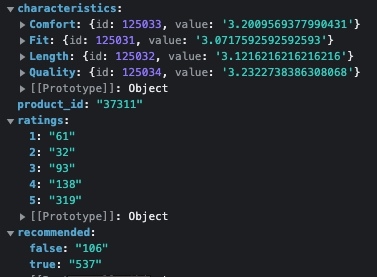 ▼ characteristics:
▶ Comfort: {id: 125033, value: '3.2009569377990431'}
▶ Fit: {id: 125031, value: '3.0717592592592593'}
▶ Length: {id: 125032, value: '3.1216216216216216'}
▶ Quality: {id: 125034, value: '3.2322738386308068'}
▶ [[Prototype]]: Object
product_id: "37311"
▼ ratings:
1: "61"
2: "32"
3: "93"
4: "138"
5: "319"
▶ [[Prototype]]: Object
▼ recommended:
false: "106"
true: "537"